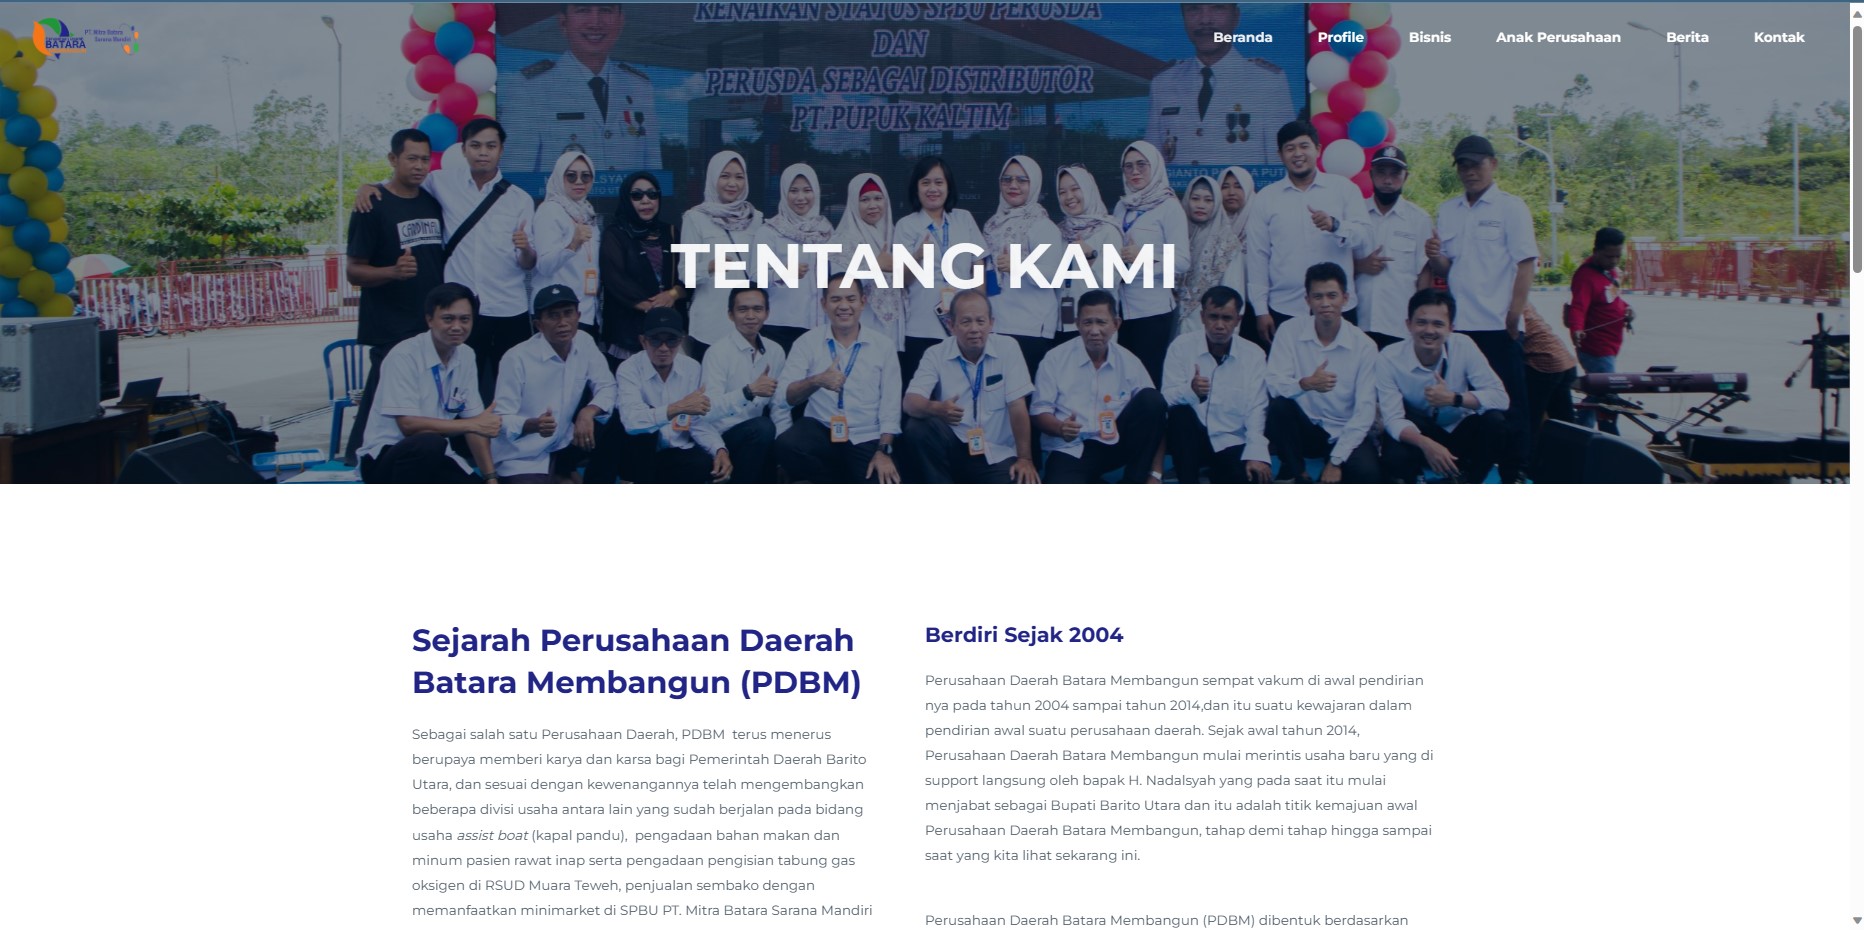 BATARA
PT. Mitra Batara
Sarana Mandiri
Beranda
Profile
Bisnis
Anak Perusahaan
Berita
Kontak
KENAIKAN STATUS SPBU PERUSDA
DAN
PERUSDA SEBAGAI DISTRIBUTOR
PT.PUPUK KALTIM
TENTANG KAMI
Sejarah Perusahaan Daerah
Batara Membangun (PDBM)
Sebagai salah satu Perusahaan Daerah, PDBM terus menerus
berupaya memberi karya dan karsa bagi Pemerintah Daerah Barito
Utara, dan sesuai dengan kewenangannya telah mengembangkan
beberapa divisi usaha antara lain yang sudah berjalan pada bidang
usaha assist boat (kapal pandu), pengadaan bahan makan dan
minum pasien rawat inap serta pengadaan pengisian tabung gas
oksigen di RSUD Muara Teweh, penjualan sembako dengan
memanfaatkan minimarket di SPBU PT. Mitra Batara Sarana Mandiri
Berdiri Sejak 2004
Perusahaan Daerah Batara Membangun sempat vakum di awal pendirian
nya pada tahun 2004 sampai tahun 2014,dan itu suatu kewajaran dalam
pendirian awal suatu perusahaan daerah. Sejak awal tahun 2014,
Perusahaan Daerah Batara Membangun mulai merintis usaha baru yang di
support langsung oleh bapak H. Nadalsyah yang pada saat itu mulai
menjabat sebagai Bupati Barito Utara dan itu adalah titik kemajuan awal
Perusahaan Daerah Batara Membangun, tahap demi tahap hingga sampai
saat yang kita lihat sekarang ini.
Perusahaan Daerah Batara Membangun (PDBM) dibentuk berdasarkan